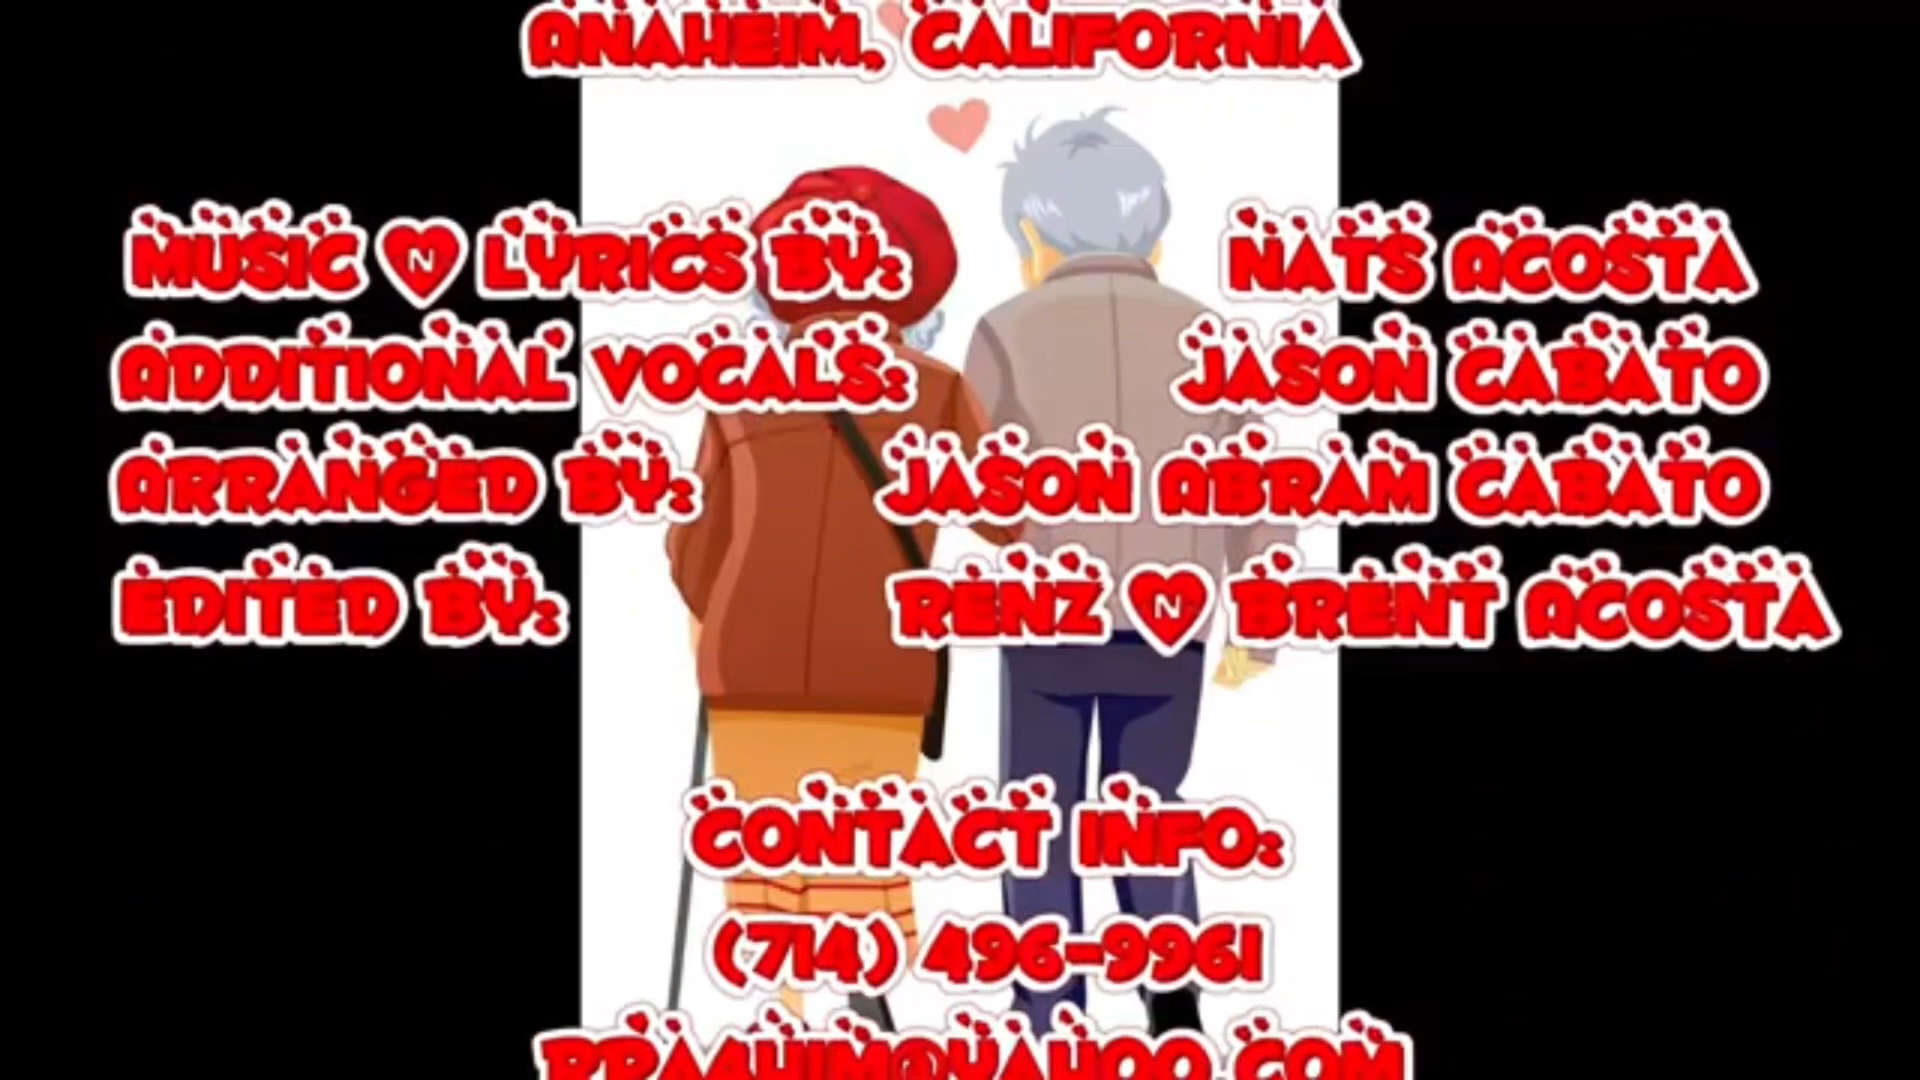 ANAHEIM, CALIFORNIA
MUSIC N LYRICS BY: NATS ACOSTA
ADDITIONAL VOCALS: JASON CABATO
ARRANGED BY: JASON ABRAM CABATO
EDITED BY: RENZ N BRENT ACOSTA
CONTACT INFO:
(714) 496-9961